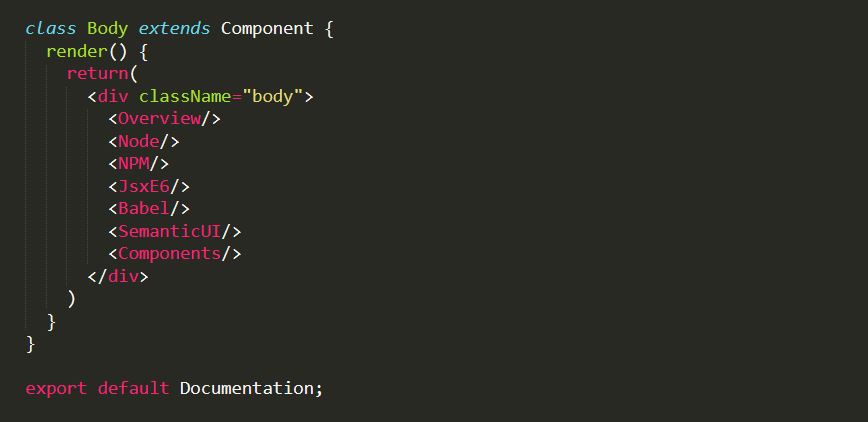 class Body extends Component {
  render() {
    return(
      <div className="body">
        <Overview/>
        <Node/>
        <NPM/>
        <JsxE6/>
        <Babel/>
        <SemanticUI/>
        <Components/>
      </div>
    )
  }
}

export default Documentation;